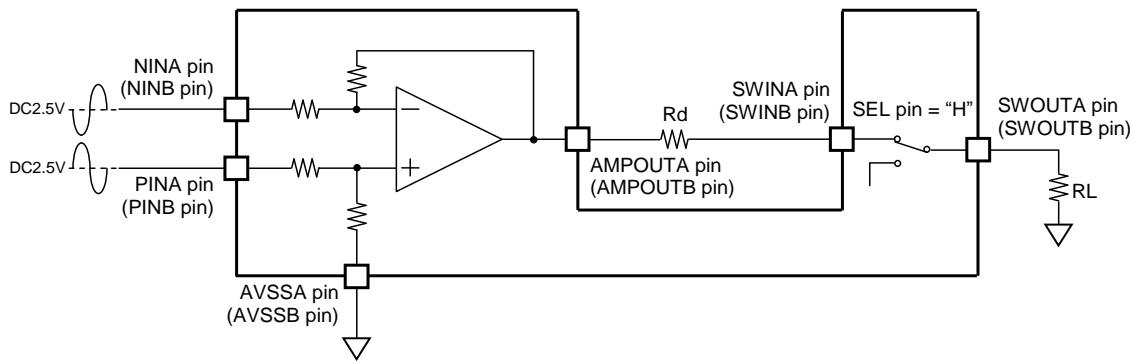 NINA pin
(NINB pin)
DC2.5V
DC2.5V
PINA pin
(PINB pin)
AVSSA pin
(AVSSB pin)
AMPOUTA pin
(AMPOUTB pin)
Rd
SWINA pin
(SWINB pin)
SEL pin = “H”
SWOUTA pin
(SWOUTB pin)
RL